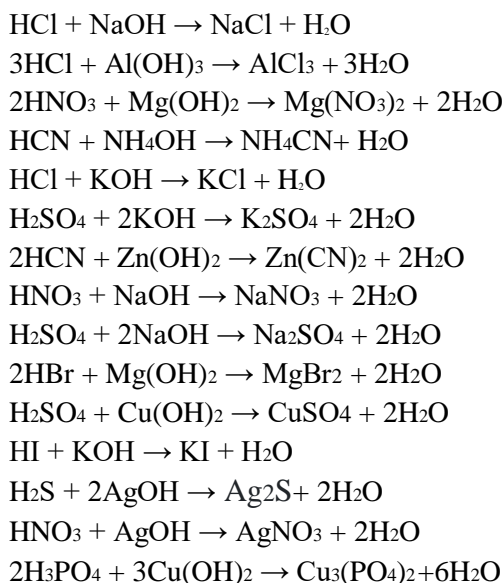 HCl + NaOH → NaCl + H₂O
3HCl + Al(OH)₃ → AlCl₃ + 3H₂O
2HNO₃ + Mg(OH)₂ → Mg(NO₃)₂ + 2H₂O
HCN + NH₄OH → NH₄CN+ H₂O
HCl + KOH → KCl + H₂O
H₂SO₄ + 2KOH → K₂SO₄ + 2H₂O
2HCN + Zn(OH)₂ → Zn(CN)₂ + 2H₂O
HNO₃ + NaOH → NaNO₃ + 2H₂O
H₂SO₄ + 2NaOH → Na₂SO₄ + 2H₂O
2HBr + Mg(OH)₂ → MgBr₂ + 2H₂O
H₂SO₄ + Cu(OH)₂ → CuSO₄ + 2H₂O
HI + KOH → KI + H₂O
H₂S + 2AgOH → Ag₂S+ 2H₂O
HNO₃ + AgOH → AgNO₃ + 2H₂O
2H₃PO₄ + 3Cu(OH)₂ → Cu₃(PO₄)₂+6H₂O